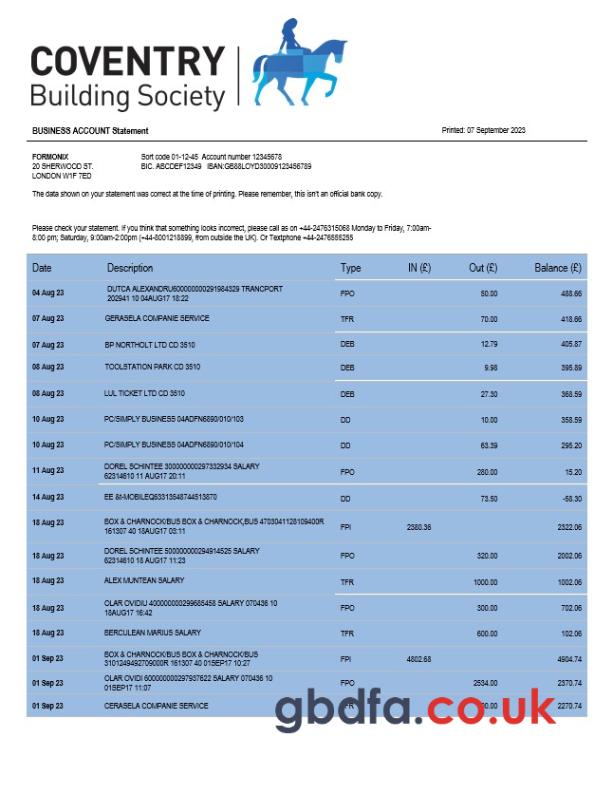 COVENTRY
Building Society
BUSINESS ACCOUNT Statement Printed: 07 September 2023
FORMONIX Sort code 01-12-45 Account number 12345678
20 SHERWOOD ST. BIC. ABCDEF12349 ISAN:GB88LOYD30009123456789
LONDON W1F 7ED
The data shown on your statement was correct at the time of printing. Please remember, this isn't an official bank copy.
Please check your statement. If you think that something looks incorrect, please call as on +44-2476315068 Monday to Friday, 7:00am-
8:00 pm; Saturday, 9:00am-2:00pm (+44-8001218899, from outside the UK). Or Textphone +44-2476555255
Date Description Type IN (£) Out (£) Balance (£)
04 Aug 23 DUTCA ALEXANDRU600000000291984329 TRANCPORT
202941 10 04AUG17 18:22 FPO 50.00 488.66
07 Aug 23 GERASELA COMPANIE SERVICE TFR 70.00 418.66
07 Aug 23 BP NORTHOLT LTD CD 3510 DEB 12.79 405.87
08 Aug 23 TOOLSTATION PARK CD 3510 DEB 9.98 395.89
08 Aug 23 LUL TICKET LTD CD 3510 DEB 27.30 368.59
10 Aug 23 PC/SIMPLY BUSINESS 04ADFN6890/010/103 DD 10.00 358.59
10 Aug 23 PC/SIMPLY BUSINESS 04ADFN6890/010/104 DD 63.39 295.20
11 Aug 23 DOREL SCHINTEE 300000000297332934 SALARY
62314610 11 AUG17 20:11 FPO 280.00 15.20
14 Aug 23 EE &t-MOBILEQ63313548744513870 DD 73.50 -58.30
18 Aug 23 BOX & CHARNOCK/BUS BOX & CHARNOCK,BUS 4703041128109400R
161307 40 18AUG17 03:11 FPI 2380.36 2322.06
18 Aug 23 DOREL SCHINTEE 500000000294914525 SALARY
62314610 18 AUG17 11:23 FPO 320.00 2002.06
18 Aug 23 ALEX MUNTEAN SALARY TFR 1000.00 1002.06
18 Aug 23 OLAR OVIDIU 400000000299685458 SALARY 070436 10
18AUG17 16:42 FPO 300.00 702.06
18 Aug 23 BERCULEAN MARIUS SALARY TFR 600.00 102.06
01 Sep 23 BOX & CHARNOCK/BUS BOX & CHARNOCK/BUS
3101249492709000R 161307 40 01SEP17 10:27 FPI 4802.68 4904.74
01 Sep 23 OLAR OVIDI 600000000297937622 SALARY 070436 10
01SEP17 11:07 FPO 2534.00 2370.74
01 Sep 23 CERASELA COMPANIE SERVICE 2270.74
gbdfa.co.uk